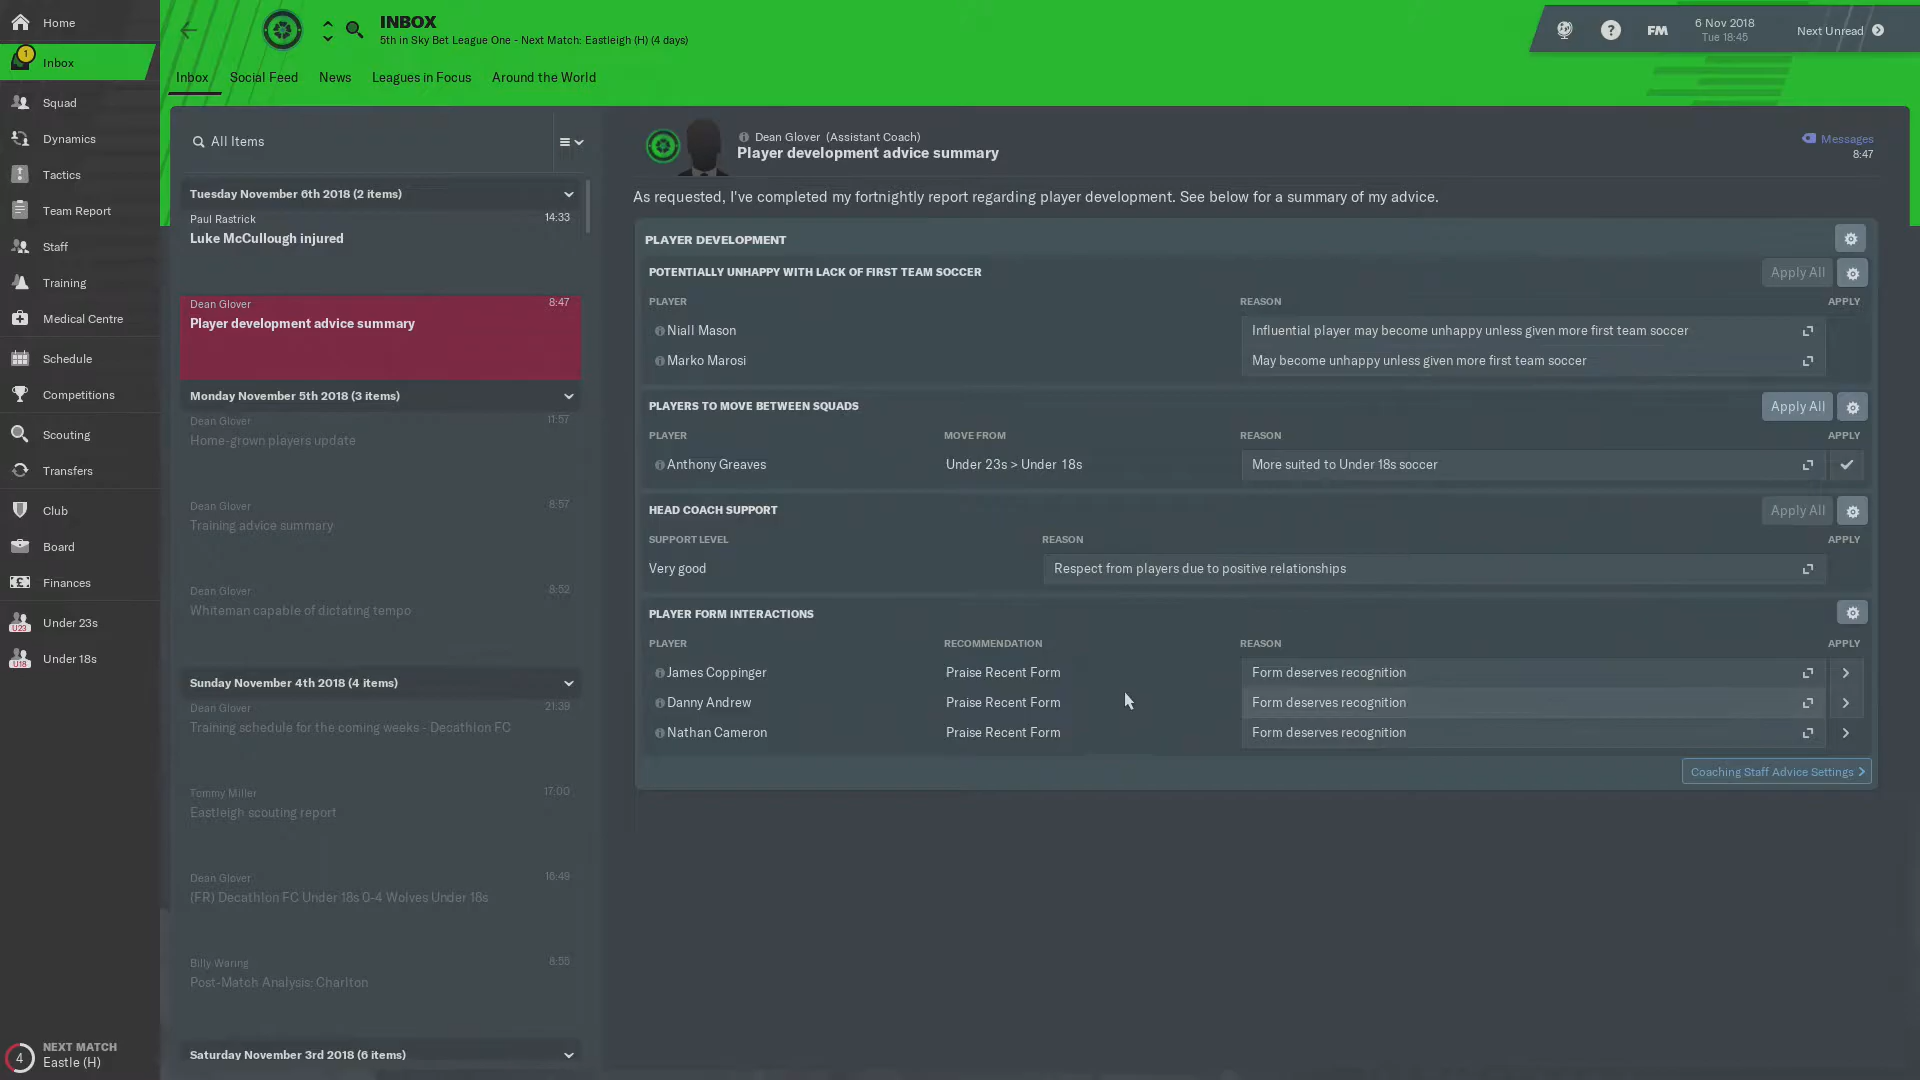 Home
1
Inbox
Squad
Dynamics
Tactics
Team Report
Staff
Training
Medical Centre
Schedule
Competitions
Scouting
Transfers
Club
Board
Finances
U23
Under 23s
U18
Under 18s
4
NEXT MATCH
Eastle (H)
INBOX
5th in Sky Bet League One - Next Match: Eastleigh (H) (4 days)
?
FM
6 Nov 2018
Tue 18:45
Next Unread
Inbox
Social Feed
News
Leagues in Focus
Around the World
All Items
Tuesday November 6th 2018 (2 items)
Paul Rastrick
14:33
Luke McCullough injured
Dean Glover
8:47
Player development advice summary
Monday November 5th 2018 (3 items)
Dean Glover
11:57
Home-grown players update
Dean Glover
8:57
Training advice summary
Dean Glover
8:52
Whiteman capable of dictating tempo
Sunday November 4th 2018 (4 items)
Dean Glover
21:39
Training schedule for the coming weeks - Decathlon FC
Tommy Miller
17:00
Eastleigh scouting report
Dean Glover
16:49
(FR) Decathlon FC Under 18s 0-4 Wolves Under 18s
Billy Waring
8:55
Post-Match Analysis: Charlton
Saturday November 3rd 2018 (6 items)
Dean Glover (Assistant Coach)
Player development advice summary
Messages
8:47
As requested, I've completed my fortnightly report regarding player development. See below for a summary of my advice.
PLAYER DEVELOPMENT
POTENTIALLY UNHAPPY WITH LACK OF FIRST TEAM SOCCER
Apply All
PLAYER REASON APPLY
Niall Mason Influential player may become unhappy unless given more first team soccer
Marko Marosi May become unhappy unless given more first team soccer
PLAYERS TO MOVE BETWEEN SQUADS
Apply All
PLAYER MOVE FROM REASON APPLY
Anthony Greaves Under 23s > Under 18s More suited to Under 18s soccer
HEAD COACH SUPPORT
Apply All
SUPPORT LEVEL REASON APPLY
Very good Respect from players due to positive relationships
PLAYER FORM INTERACTIONS
PLAYER RECOMMENDATION REASON APPLY
James Coppinger Praise Recent Form Form deserves recognition
Danny Andrew Praise Recent Form Form deserves recognition
Nathan Cameron Praise Recent Form Form deserves recognition
Coaching Staff Advice Settings